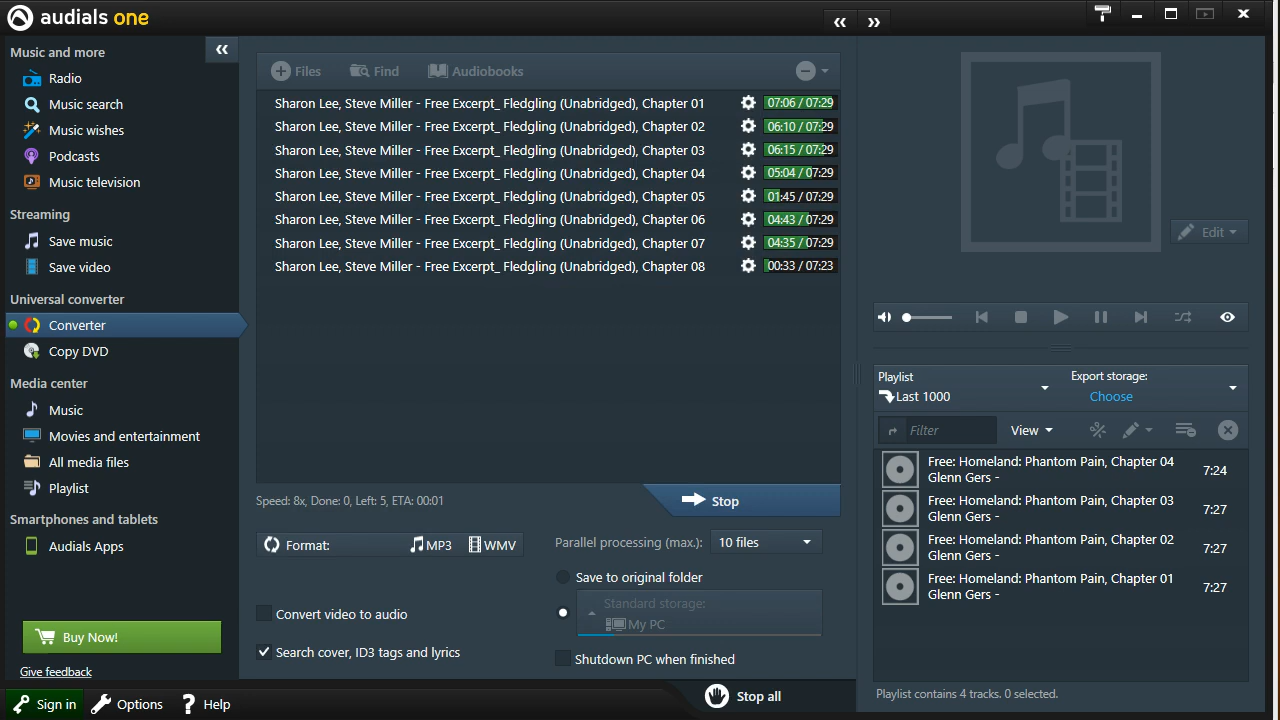 audials one
Music and more
Radio
Music search
Music wishes
Podcasts
Music television
Streaming
Save music
Save video
Universal converter
Converter
Copy DVD
Media center
Music
Movies and entertainment
All media files
Playlist
Smartphones and tablets
Audials Apps
Buy Now!
Give feedback
Sign in
Options
Help
Files
Find
Audiobooks
Sharon Lee, Steve Miller - Free Excerpt_ Fledgling (Unabridged), Chapter 01 07:06 / 07:29
Sharon Lee, Steve Miller - Free Excerpt_ Fledgling (Unabridged), Chapter 02 06:10 / 07:29
Sharon Lee, Steve Miller - Free Excerpt_ Fledgling (Unabridged), Chapter 03 06:15 / 07:29
Sharon Lee, Steve Miller - Free Excerpt_ Fledgling (Unabridged), Chapter 04 05:04 / 07:29
Sharon Lee, Steve Miller - Free Excerpt_ Fledgling (Unabridged), Chapter 05 01:45 / 07:29
Sharon Lee, Steve Miller - Free Excerpt_ Fledgling (Unabridged), Chapter 06 04:43 / 07:29
Sharon Lee, Steve Miller - Free Excerpt_ Fledgling (Unabridged), Chapter 07 04:35 / 07:29
Sharon Lee, Steve Miller - Free Excerpt_ Fledgling (Unabridged), Chapter 08 00:33 / 07:23
Speed: 8x, Done: 0, Left: 5, ETA: 00:01
Stop
Format: MP3 WMV
Parallel processing (max.): 10 files
Save to original folder
Standard storage:
My PC
Convert video to audio
Search cover, ID3 tags and lyrics
Shutdown PC when finished
Stop all
Edit
Playlist
Last 1000
Export storage:
Choose
Filter
View
Free: Homeland: Phantom Pain, Chapter 04
Glenn Gers -
7:24
Free: Homeland: Phantom Pain, Chapter 03
Glenn Gers -
7:27
Free: Homeland: Phantom Pain, Chapter 02
Glenn Gers -
7:27
Free: Homeland: Phantom Pain, Chapter 01
Glenn Gers -
7:27
Playlist contains 4 tracks. 0 selected.